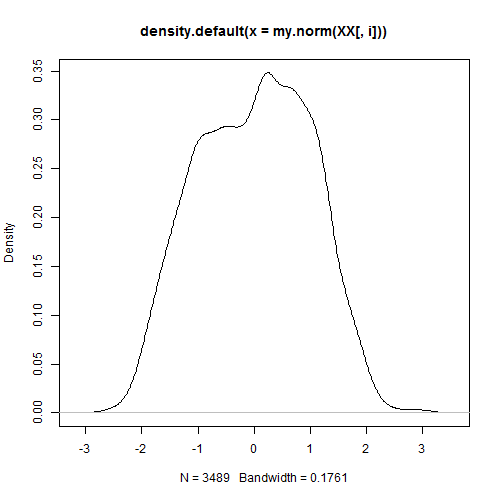 density.default(x = my.norm(XX[, i]))
Density
0.35
0.30
0.25
0.20
0.15
0.10
0.05
0.00
-3 -2 -1 0 1 2 3
N = 3489 Bandwidth = 0.1761